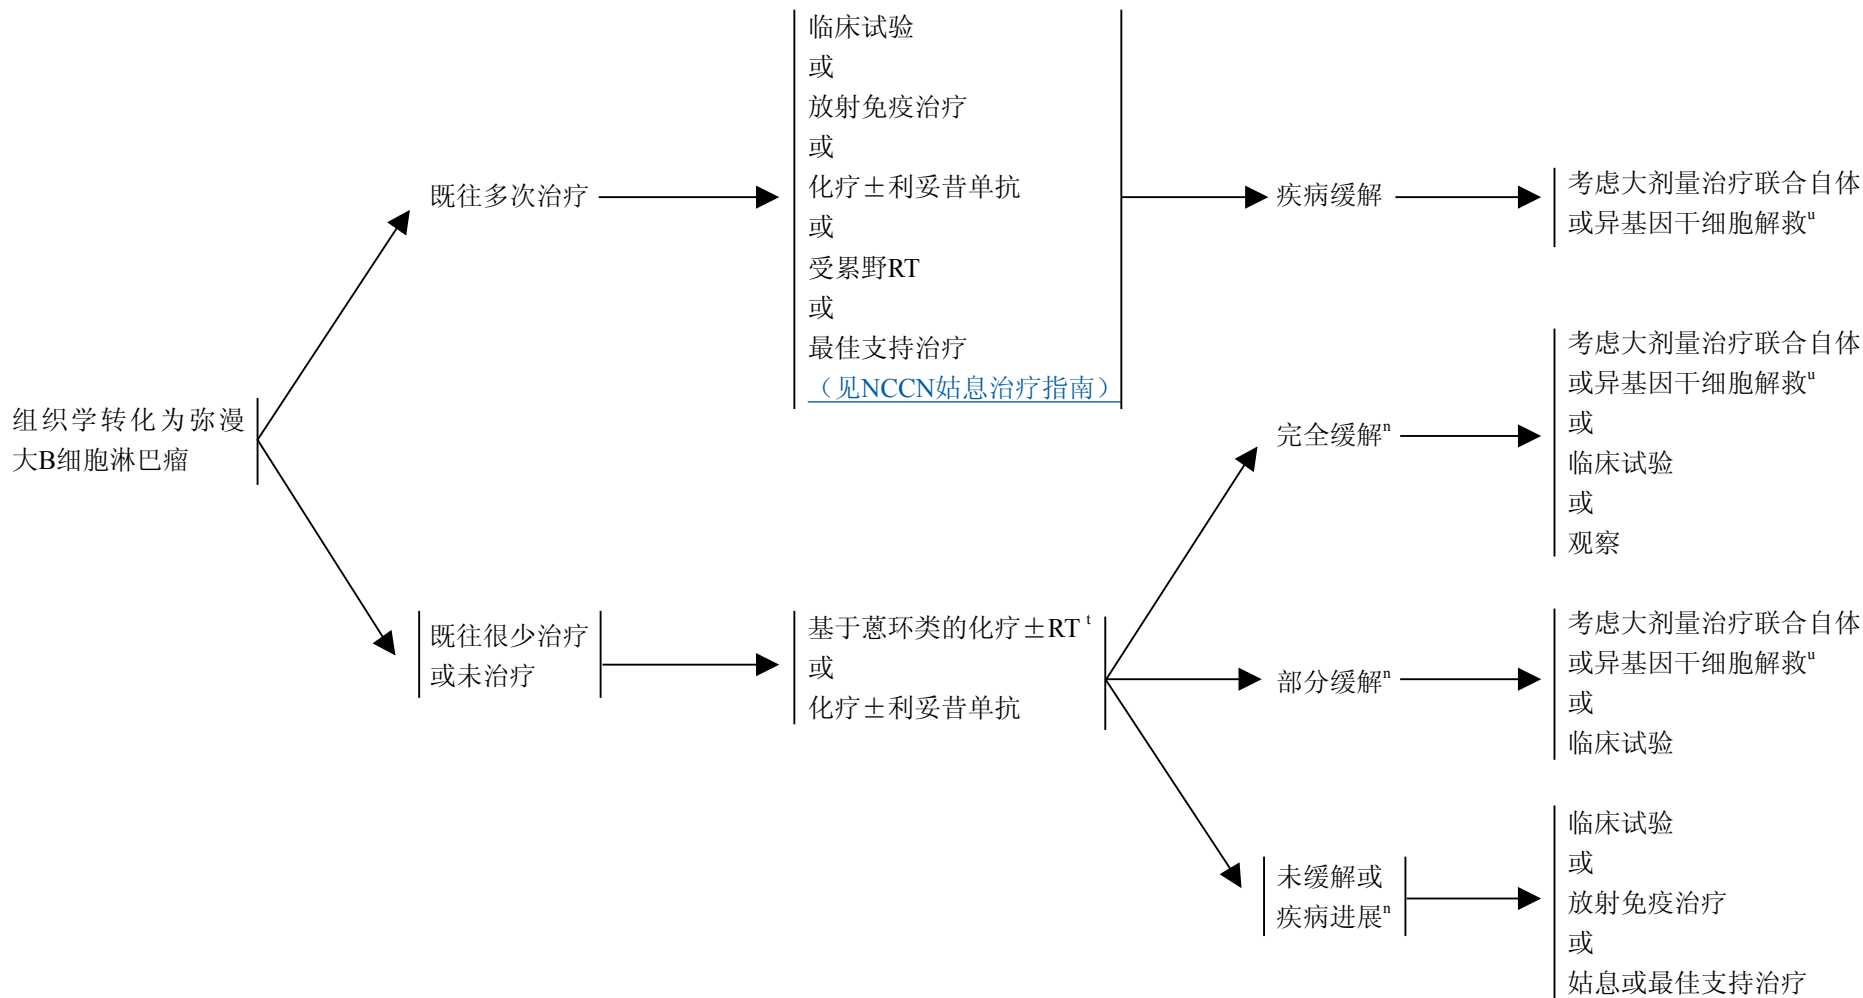 组织学转化为弥漫
大B细胞淋巴瘤
既往多次治疗
临床试验
或
放射免疫治疗
或
化疗±利妥昔单抗
或
受累野RT
或
最佳支持治疗
（见NCCN姑息治疗指南）
疾病缓解
考虑大剂量治疗联合自体
或异基因干细胞解救ᵘ
既往很少治疗
或未治疗
基于蒽环类的化疗±RT ᵗ
或
化疗±利妥昔单抗
完全缓解ⁿ
考虑大剂量治疗联合自体
或异基因干细胞解救ᵘ
或
临床试验
或
观察
部分缓解ⁿ
考虑大剂量治疗联合自体
或异基因干细胞解救ᵘ
或
临床试验
未缓解或
疾病进展ⁿ
临床试验
或
放射免疫治疗
或
姑息或最佳支持治疗